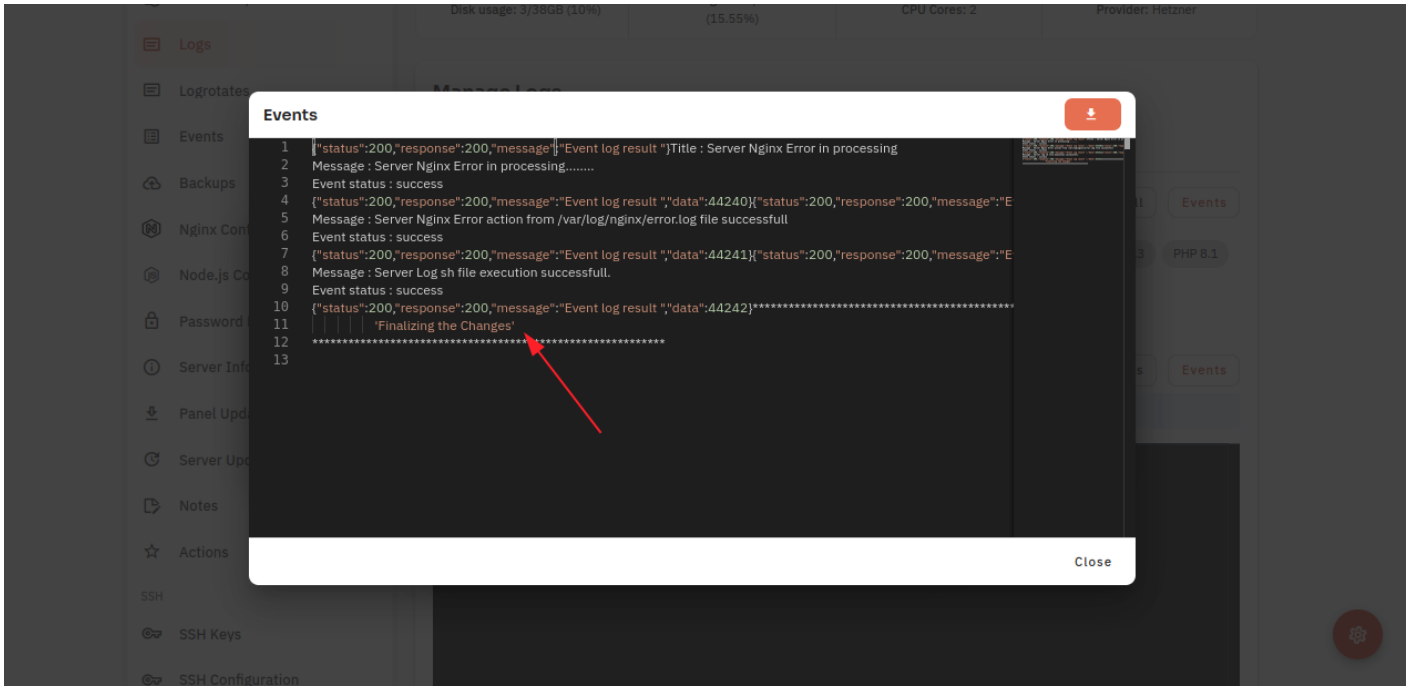 Disk usage: 3/38GB (10%)
(15.55%)
CPU Cores: 2
Provider: Hetzner
Logs
Logrotates
Events
Backups
Nginx Con
Node.js Co
Password
Server Info
Panel Upda
Server Upd
Notes
Actions
SSH
SSH Keys
SSH Configuration
Manage Logs
Events
PHP 8.1
Events
Events
1 {"status":200,"response":200,"message":"Event log result "}Title : Server Nginx Error in processing
2 Message : Server Nginx Error in processing........
3 Event status : success
4 {"status":200,"response":200,"message":"Event log result ","data":44240}{"status":200,"response":200,"message":"E
5 Message : Server Nginx Error action from /var/log/nginx/error.log file successfull
6 Event status : success
7 {"status":200,"response":200,"message":"Event log result ","data":44241}{"status":200,"response":200,"message":"E
8 Message : Server Log sh file execution successfull.
9 Event status : success
10 {"status":200,"response":200,"message":"Event log result ","data":44242}********************************************
11 'Finalizing the Changes'
12 ************************************************************
13
Close